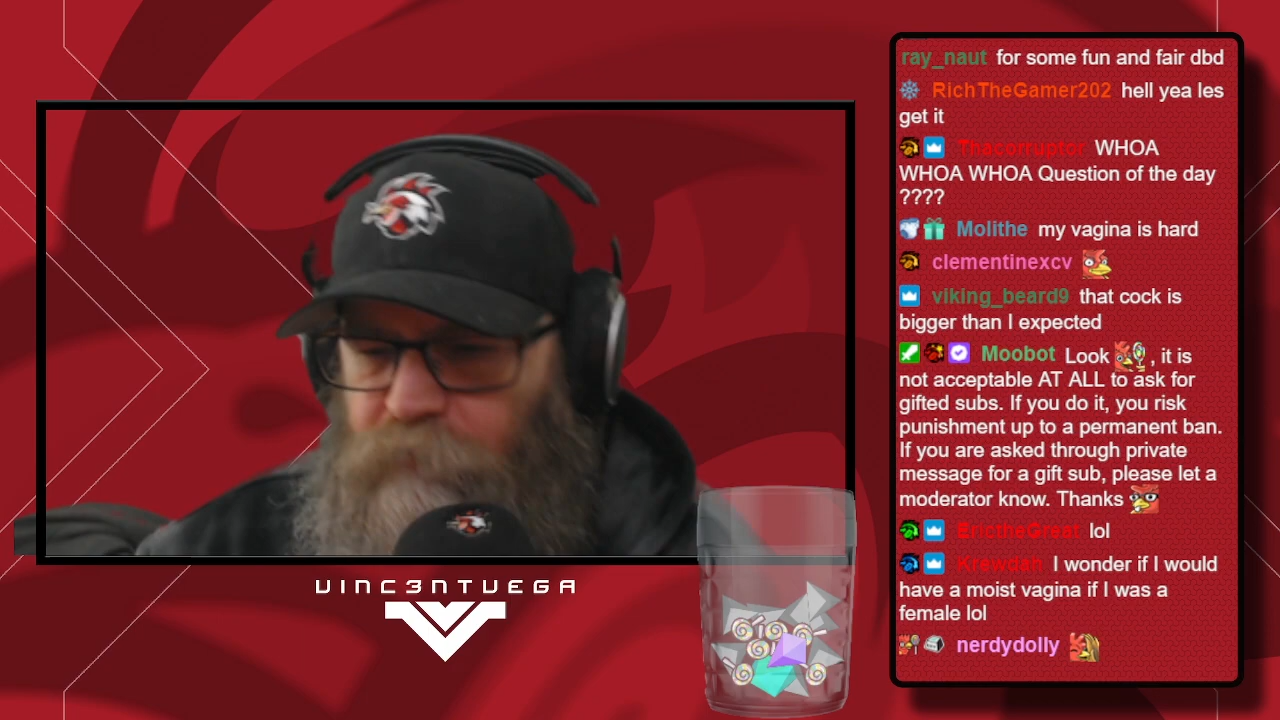 VINC3NTVEGA
ray_naut for some fun and fair dbd
RichTheGamer202 hell yea les
get it
Thacorruptor WHOA
WHOA WHOA Question of the day
????
Molithe my vagina is hard
clementinexcv
viking_beard9 that cock is
bigger than I expected
Moobot Look , it is
not acceptable AT ALL to ask for
gifted subs. If you do it, you risk
punishment up to a permanent ban.
If you are asked through private
message for a gift sub, please let a
moderator know. Thanks
ErictheGreat lol
Krewdah I wonder if I would
have a moist vagina if I was a
female lol
nerdydolly